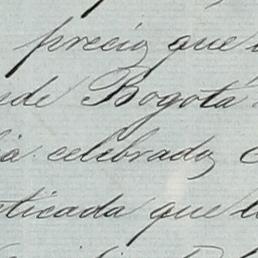 precio que
de Bogotá
celebrado
ticada que